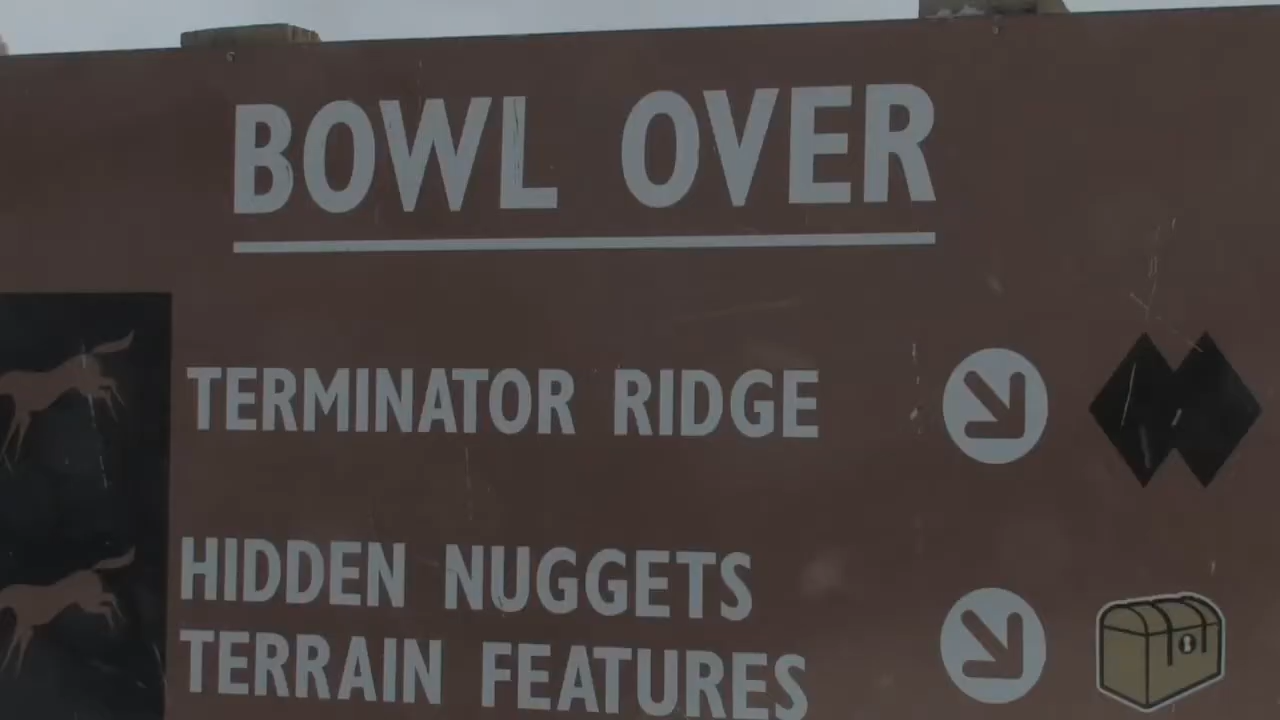 BOWL OVER
TERMINATOR RIDGE
HIDDEN NUGGETS
TERRAIN FEATURES